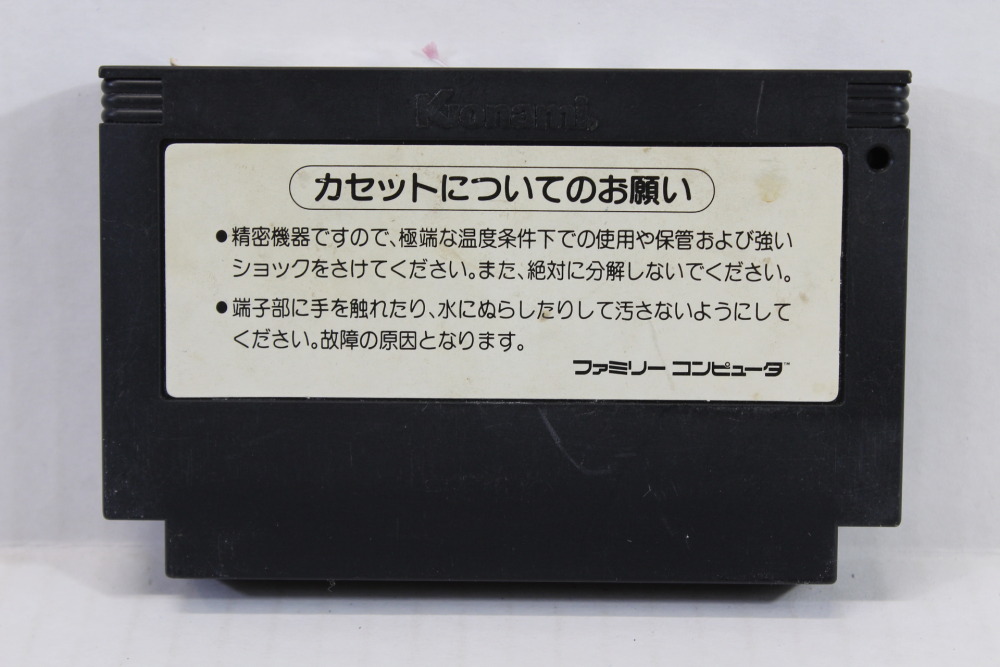 Konami
カセットについてのお願い
●精密機器ですので、極端な温度条件下での使用や保管および強い
ショックをさけてください。また、絶対に分解しないでください。
●端子部に手を触れたり、水にぬらしたりして汚さないようにして
ください。故障の原因となります。
ファミリー コンピュータ™